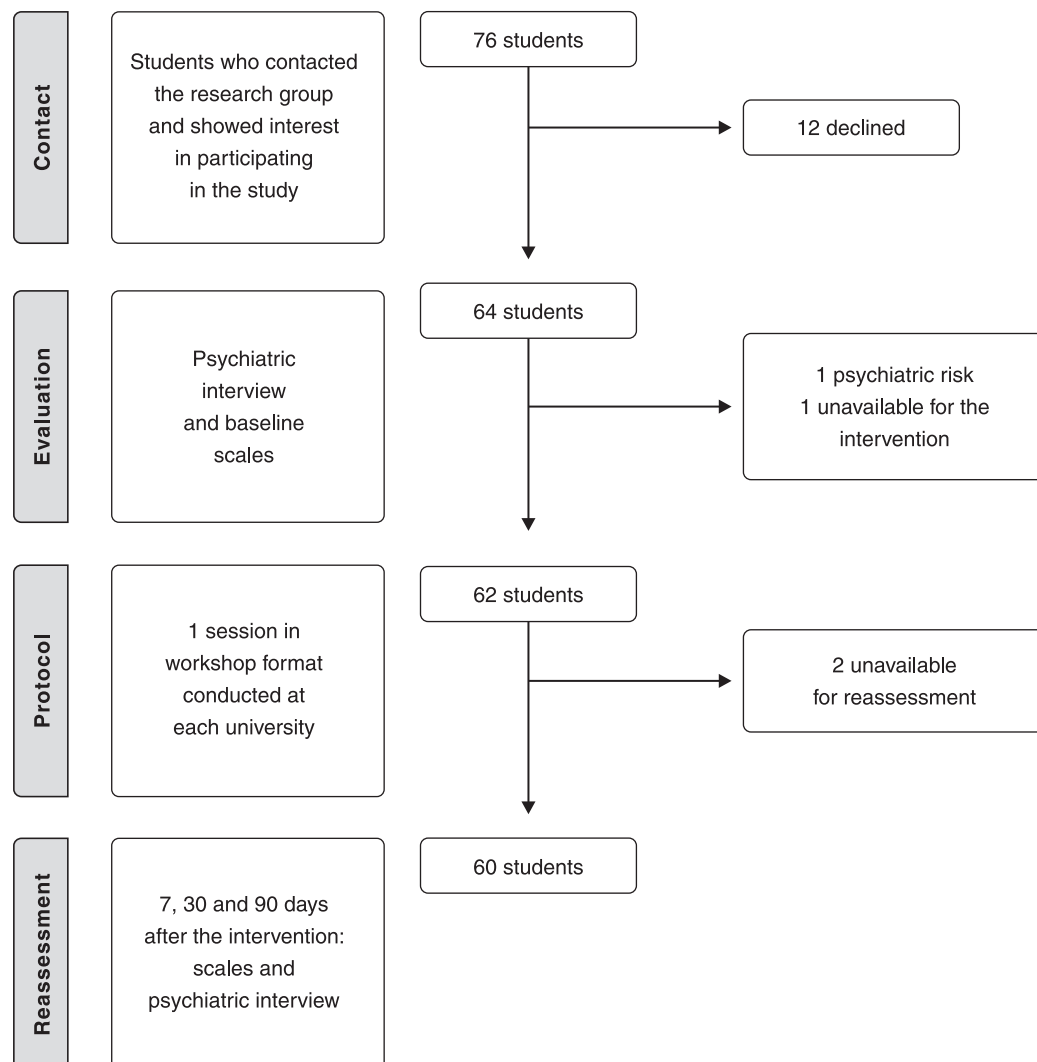 Contact
Students who contacted
the research group
and showed interest
in participating
in the study
76 students
12 declined
Evaluation
Psychiatric
interview
and baseline
scales
64 students
1 psychiatric risk
1 unavailable for the
intervention
Protocol
1 session in
workshop format
conducted at
each university
62 students
2 unavailable
for reassessment
Reassessment
7, 30 and 90 days
after the intervention:
scales and
psychiatric interview
60 students